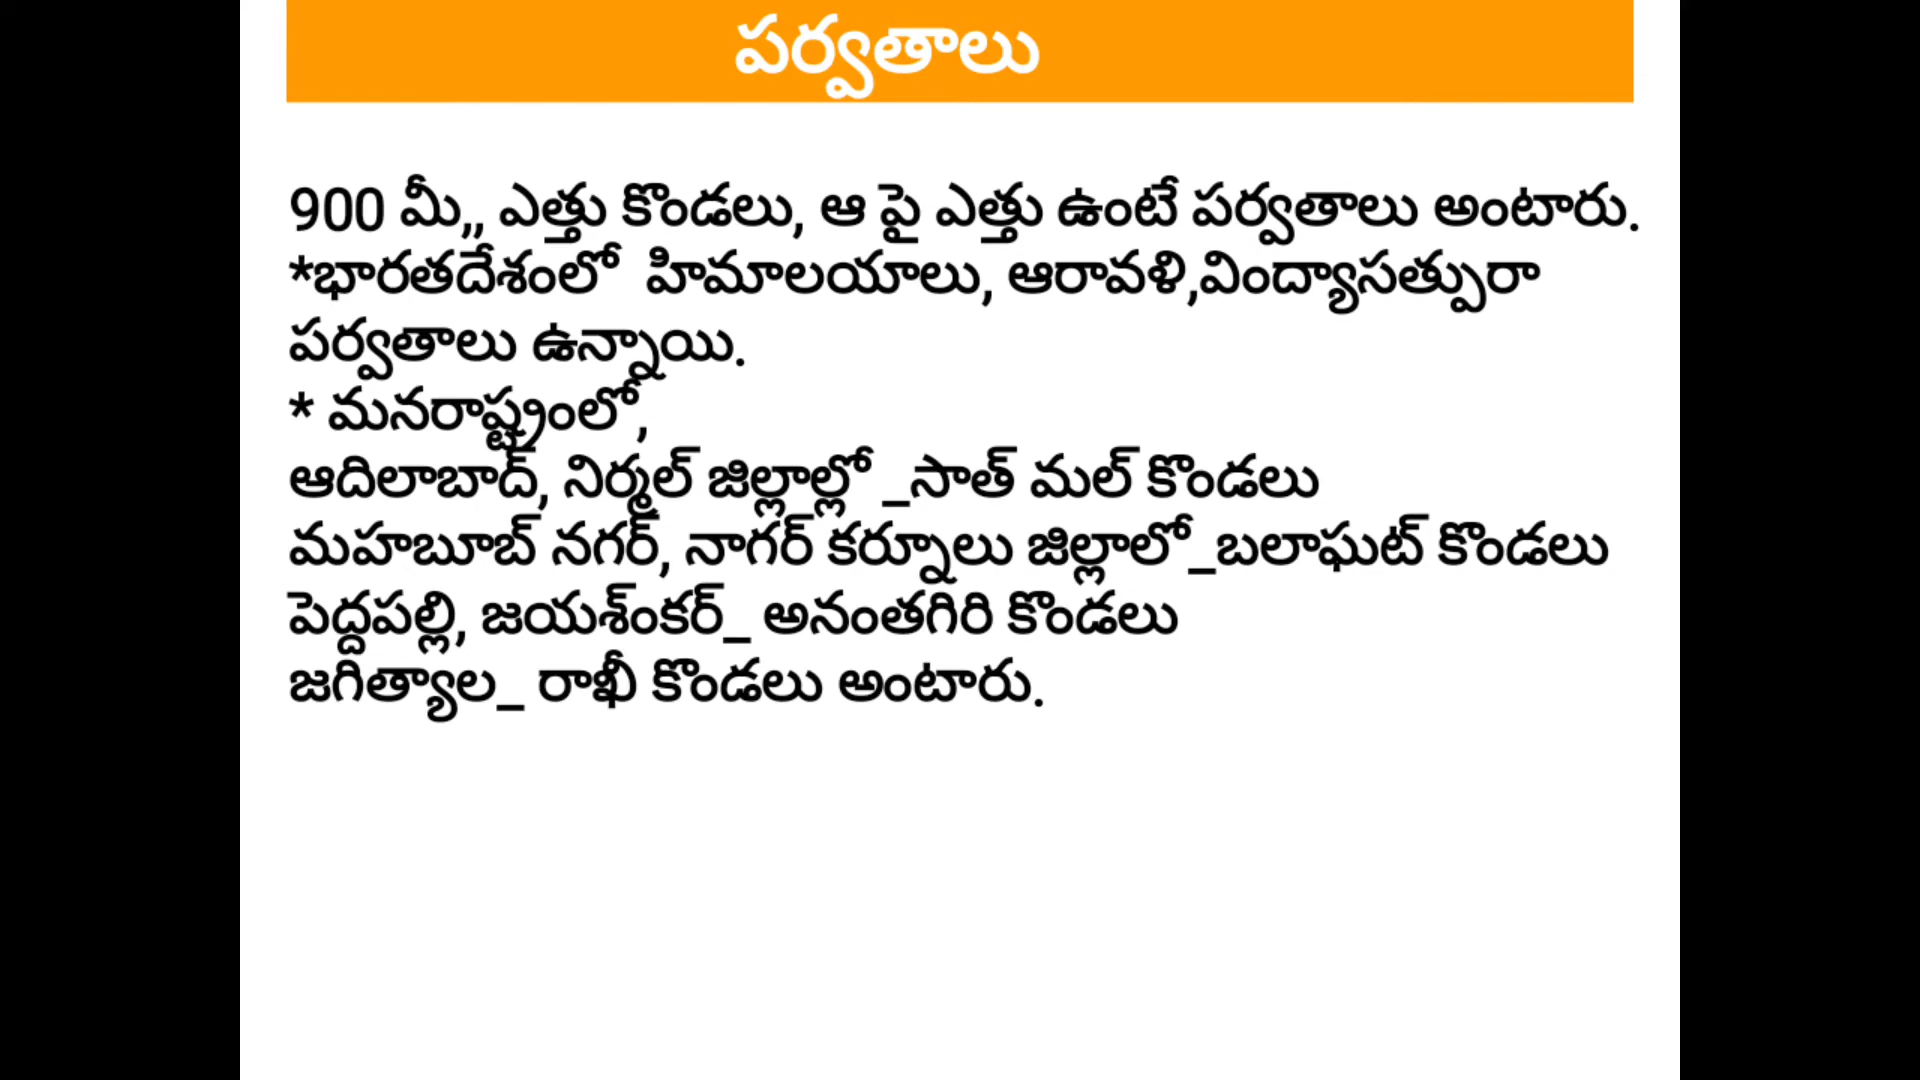 పర్వతాలు
900 మీ,, ఎత్తు కొండలు, ఆ పై ఎత్తు ఉంటే పర్వతాలు అంటారు.
*భారతదేశంలో  హిమాలయాలు, ఆరావళి,వింద్యాసత్పురా
పర్వతాలు ఉన్నాయి.
* మనరాష్ట్రంలో,
ఆదిలాబాద్, నిర్మల్ జిల్లాల్లో _సాత్ మల్ కొండలు
మహబూబ్ నగర్, నాగర్ కర్నూలు జిల్లాలో_బలాఘట్ కొండలు
పెద్దపల్లి, జయశ్ంకర్_ అనంతగిరి కొండలు
జగిత్యాల_ రాఖీ కొండలు అంటారు.